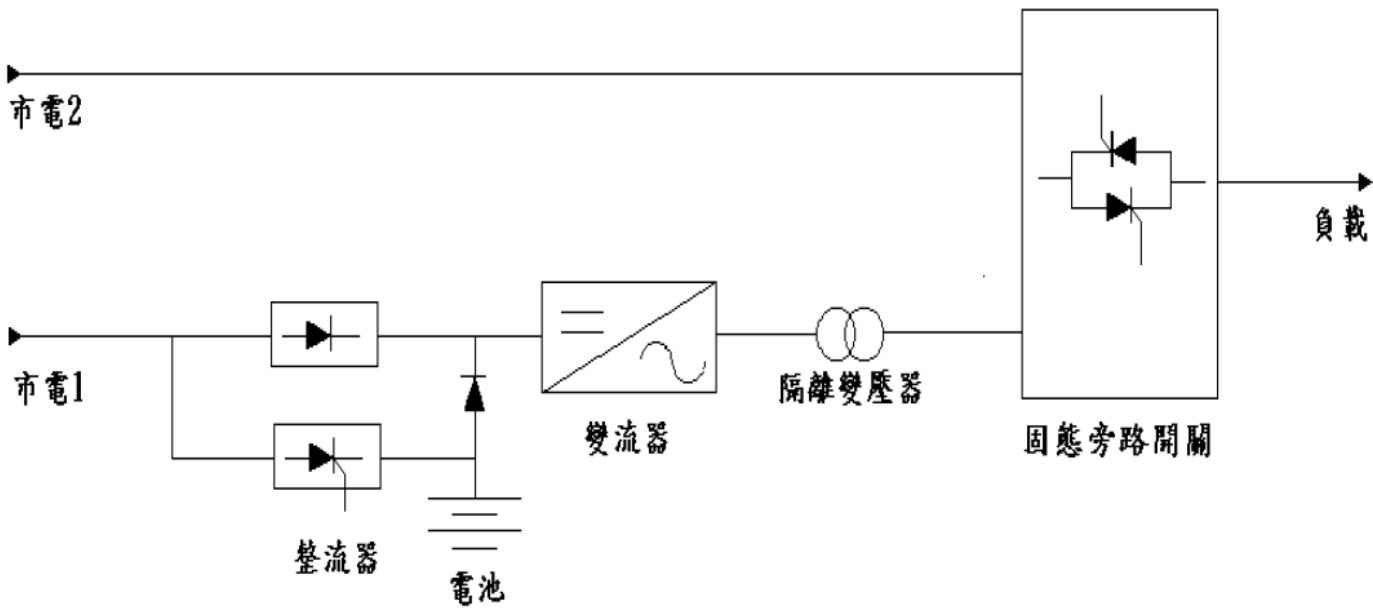 市電2
負載
市電1
隔離變壓器
變流器
固態旁路開關
整流器
電池